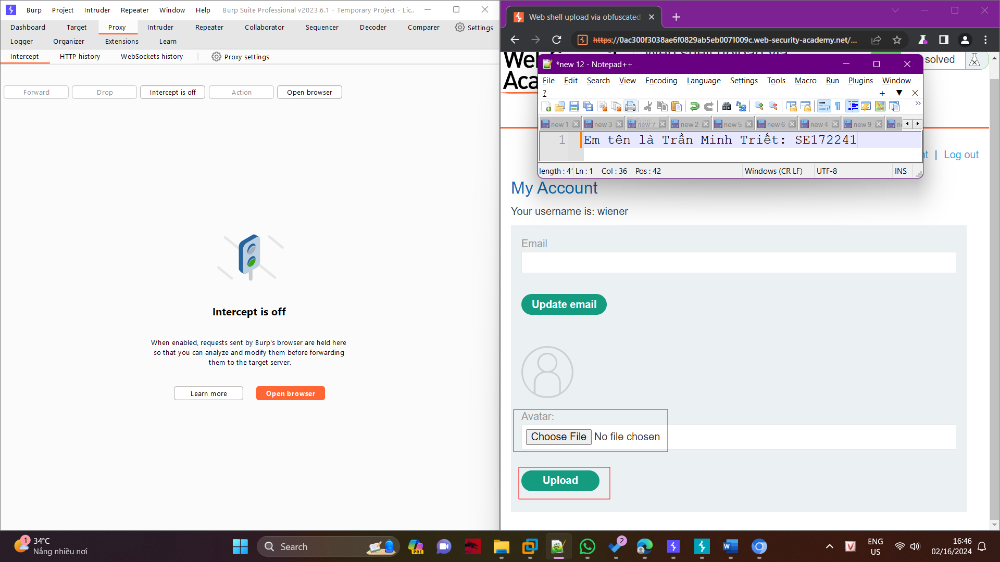 Burp Project Intruder Repeater Window Help Burp Suite Professional v2023.6.1 - Temporary Project - Lic...
Dashboard Target Proxy Intruder Repeater Collaborator Sequencer Decoder Comparer Settings
Logger Organizer Extensions Learn
Intercept HTTP history WebSockets history Proxy settings
Forward Drop Intercept is off Action Open browser
Intercept is off
When enabled, requests sent by Burp's browser are held here
so that you can analyze and modify them before forwarding
them to the target server.
Learn more Open browser
Web shell upload via obfuscated
https://0ac300f3038ae6f0829ab5eb0071009c.web-security-academy.net/...
solved
*new 12 - Notepad++
File Edit Search View Encoding Language Settings Tools Macro Run Plugins Window
?
new 1 new 3 new 7 new 2 new 5 new 6 new 4 new 9
1 Em tên là Trần Minh Triết: SE172241
length : 41 Ln : 1 Col : 36 Pos : 42 Windows (CR LF) UTF-8 INS
| Log out
My Account
Your username is: wiener
Email
Update email
Avatar:
Choose File No file chosen
Upload
1 34°C
Nắng nhiều nơi
Search
PRE
2
ENG
US
16:46
02/16/2024